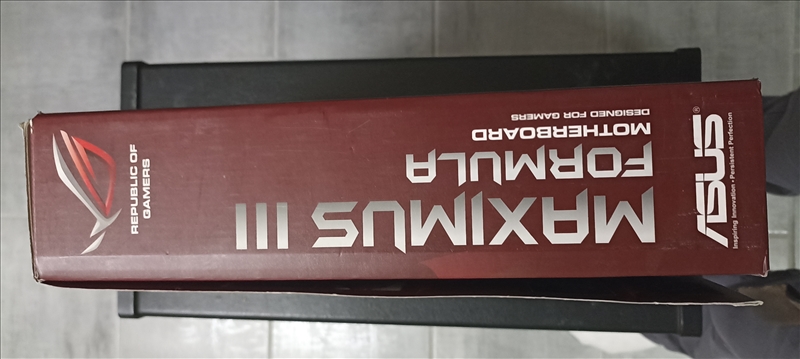 REPUBLIC OF
GAMERS
MAXIMUS III
FORMULA
MOTHERBOARD
DESIGNED FOR GAMERS
ASUS®
Inspiring Innovation • Persistent Perfection